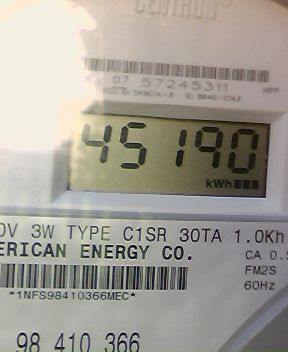 CENTRON®
07 57245311
45190
kWh
3W TYPE C1SR 30TA 1.0Kh
ERICAN ENERGY CO.
CA 0.5
FM2S
60Hz
*1NFS98410366MEC*
98 410 366